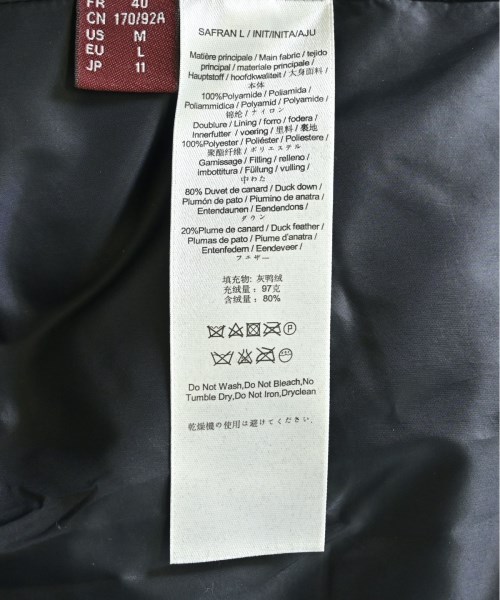 FR 40
CN 170/92A
US M
EU L
JP 11
SAFRAN L / INIT/INITA/AJU
Matière principale / Main fabric / tejido
principal / materiale principale /
Hauptstoff / hoofdkwaliteit / 大身面料 /
本体
100%Polyamide / Poliamida /
Poliammidica / Polyamid / Polyamide /
锦纶 / ナイロン
Doublure / Lining / forro / fodera /
Innerfutter / voering / 里料 / 裏地
100%Polyester / Poliéster / Poliestere /
聚酯纤维 / ポリエステル
Garnissage / Filling / relleno /
imbottitura / Füllung / vulling /
中わた
80% Duvet de canard / Duck down /
Plumón de pato / Piumino de anatra /
Entendaunen / Eendendons /
ダウン
20%Plume de canard / Duck feather /
Plumas de pato / Piume d'anatra /
Entenfedern / Eendeveer /
フェザー
填充物: 灰鸭绒
充绒量: 97克
含绒量: 80%
P
Do Not Wash,Do Not Bleach,No
Tumble Dry,Do Not Iron,Dryclean
乾燥機の使用は避けてください.